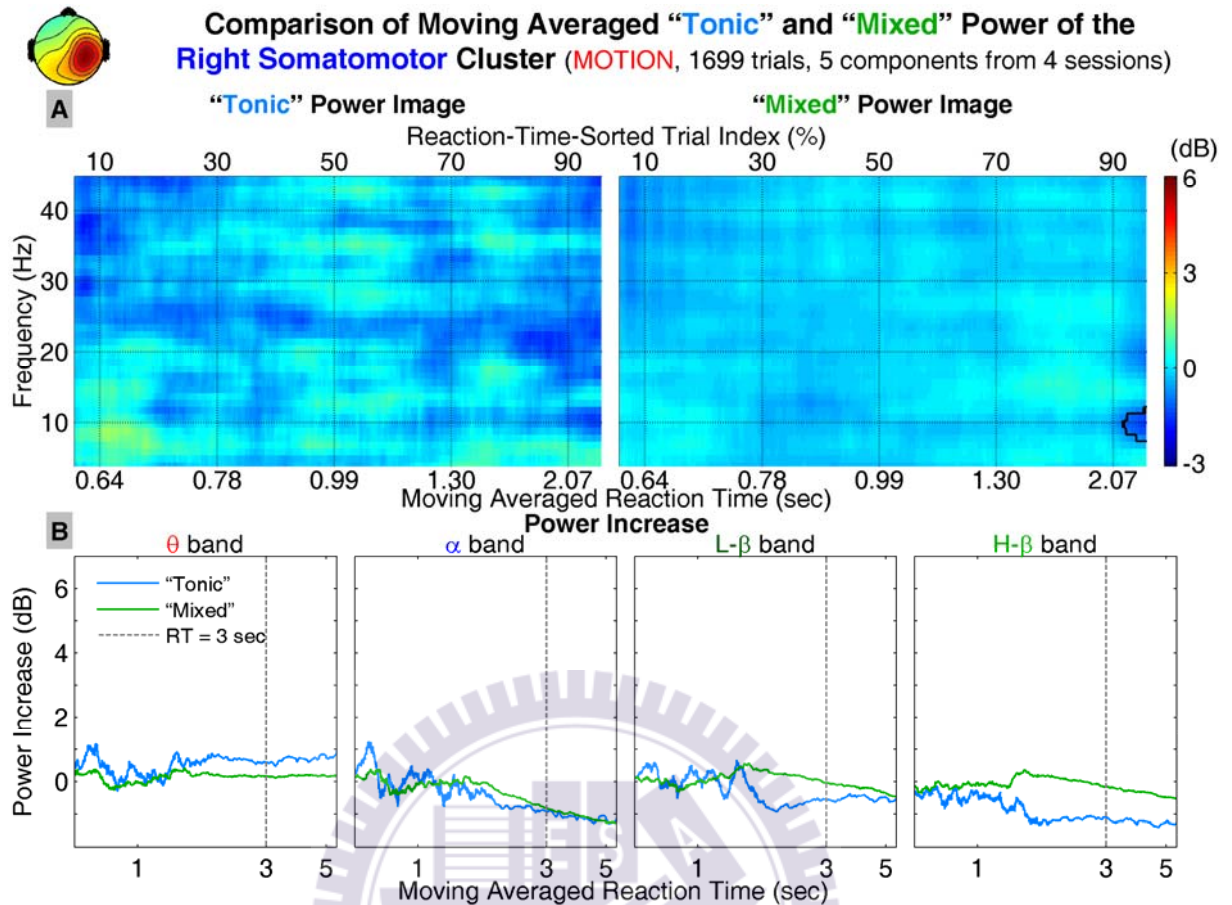 Comparison of Moving Averaged “Tonic” and “Mixed” Power of the
Right Somatomotor Cluster (MOTION, 1699 trials, 5 components from 4 sessions)
A
“Tonic” Power Image
“Mixed” Power Image
Reaction-Time-Sorted Trial Index (%)
10 30 50 70 90 10 30 50 70 90
(dB)
6
3
0
-3
Frequency (Hz)
40
30
20
10
0.64 0.78 0.99 1.30 2.07 0.64 0.78 0.99 1.30 2.07
Moving Averaged Reaction Time (sec)
B
Power Increase
θ band
α band
L-β band
H-β band
“Tonic”
“Mixed”
RT = 3 sec
Power Increase (dB)
6
4
2
0
1 3 5 1 3 5 1 3 5 1 3 5
Moving Averaged Reaction Time (sec)
E S A